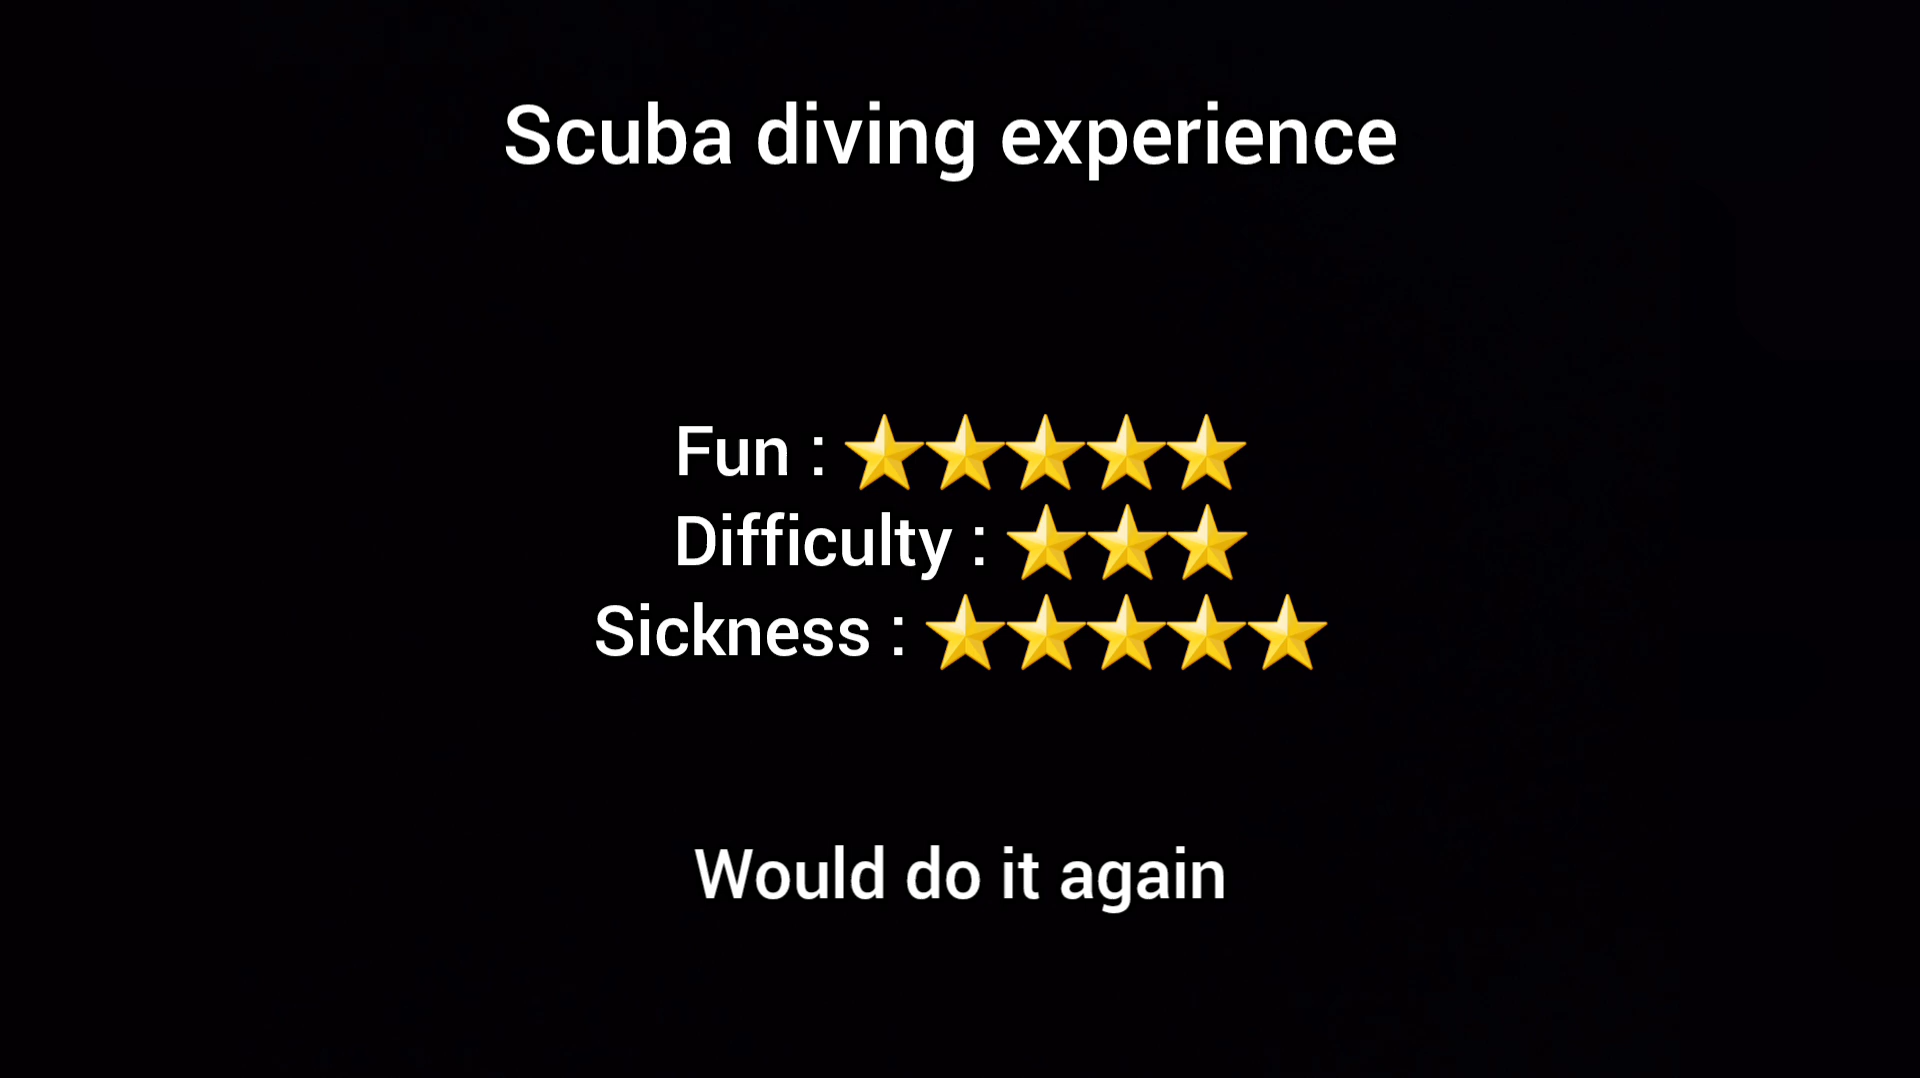 Scuba diving experience
Fun : ⭐⭐⭐⭐⭐
Difficulty : ⭐⭐⭐
Sickness : ⭐⭐⭐⭐⭐
Would do it again